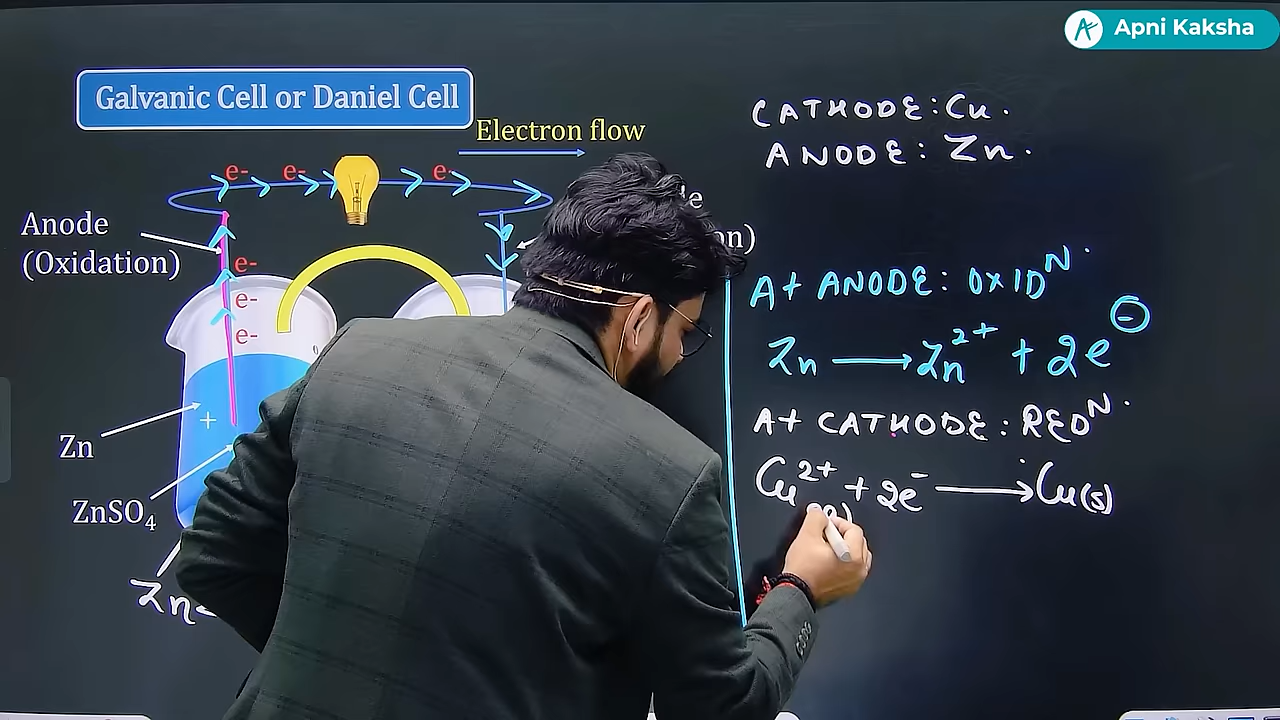 Apni Kaksha
Galvanic Cell or Daniel Cell
Electron flow
e- e- e-
Anode
(Oxidation)
e-
e-
e-
+
Zn
ZnSO₄
Zn
CATHODE: Cu.
ANODE: Zn.
At ANODE: OXIDᴺ.
Zn ⟶ Zn²⁺ + 2e⊖
At CATHODE: REDᴺ.
Cu²⁺ + 2e⁻ ⟶ Cu(s)